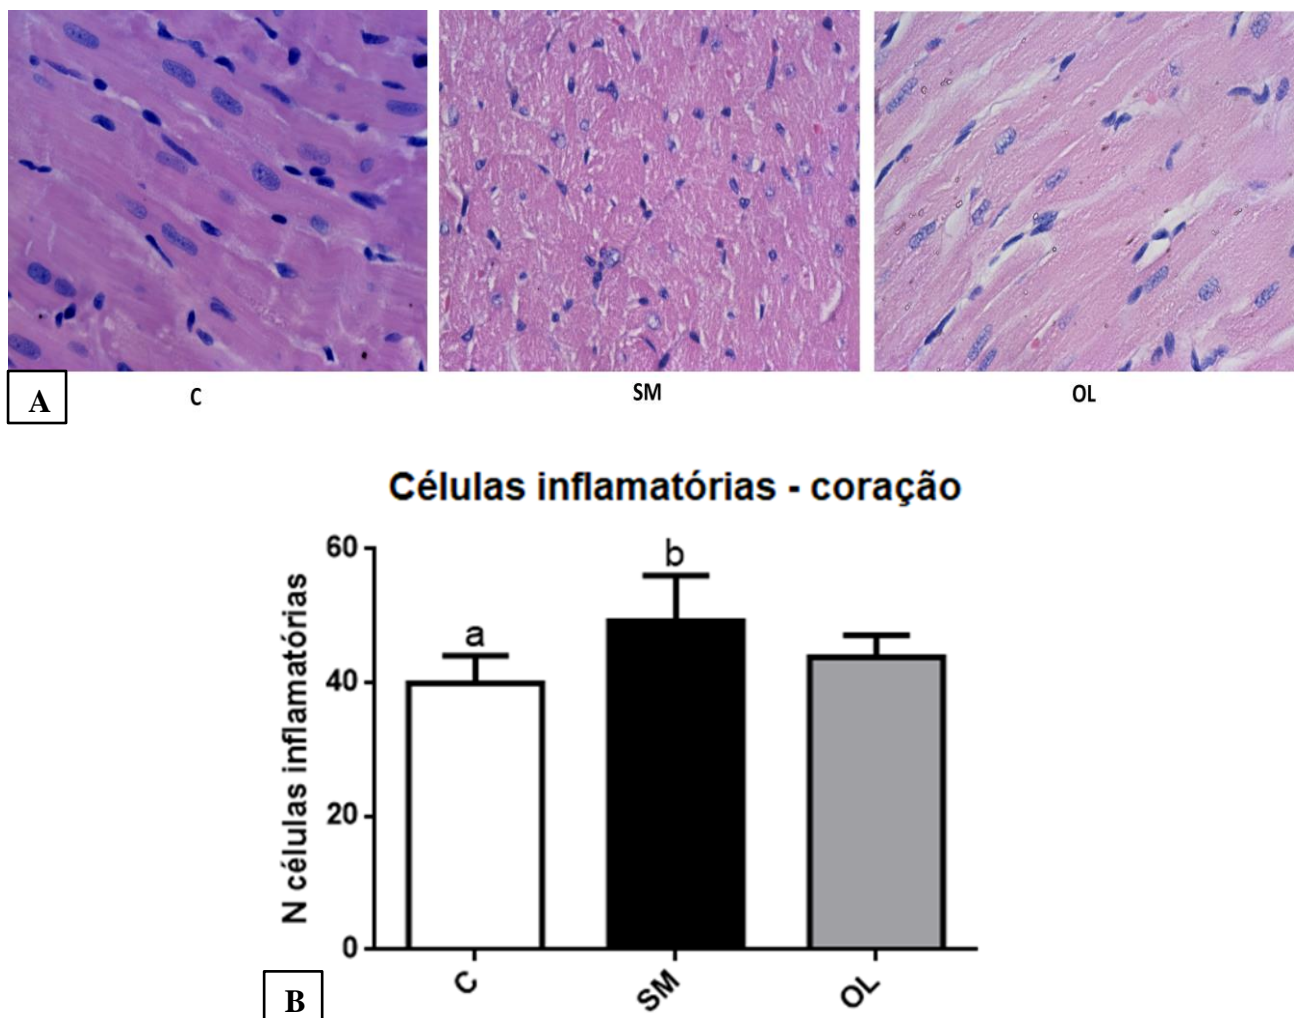 A
C
SM
OL
Células inflamatórias - coração
N células inflamatórias
60
40
20
0
a
b
C
SM
OL
B